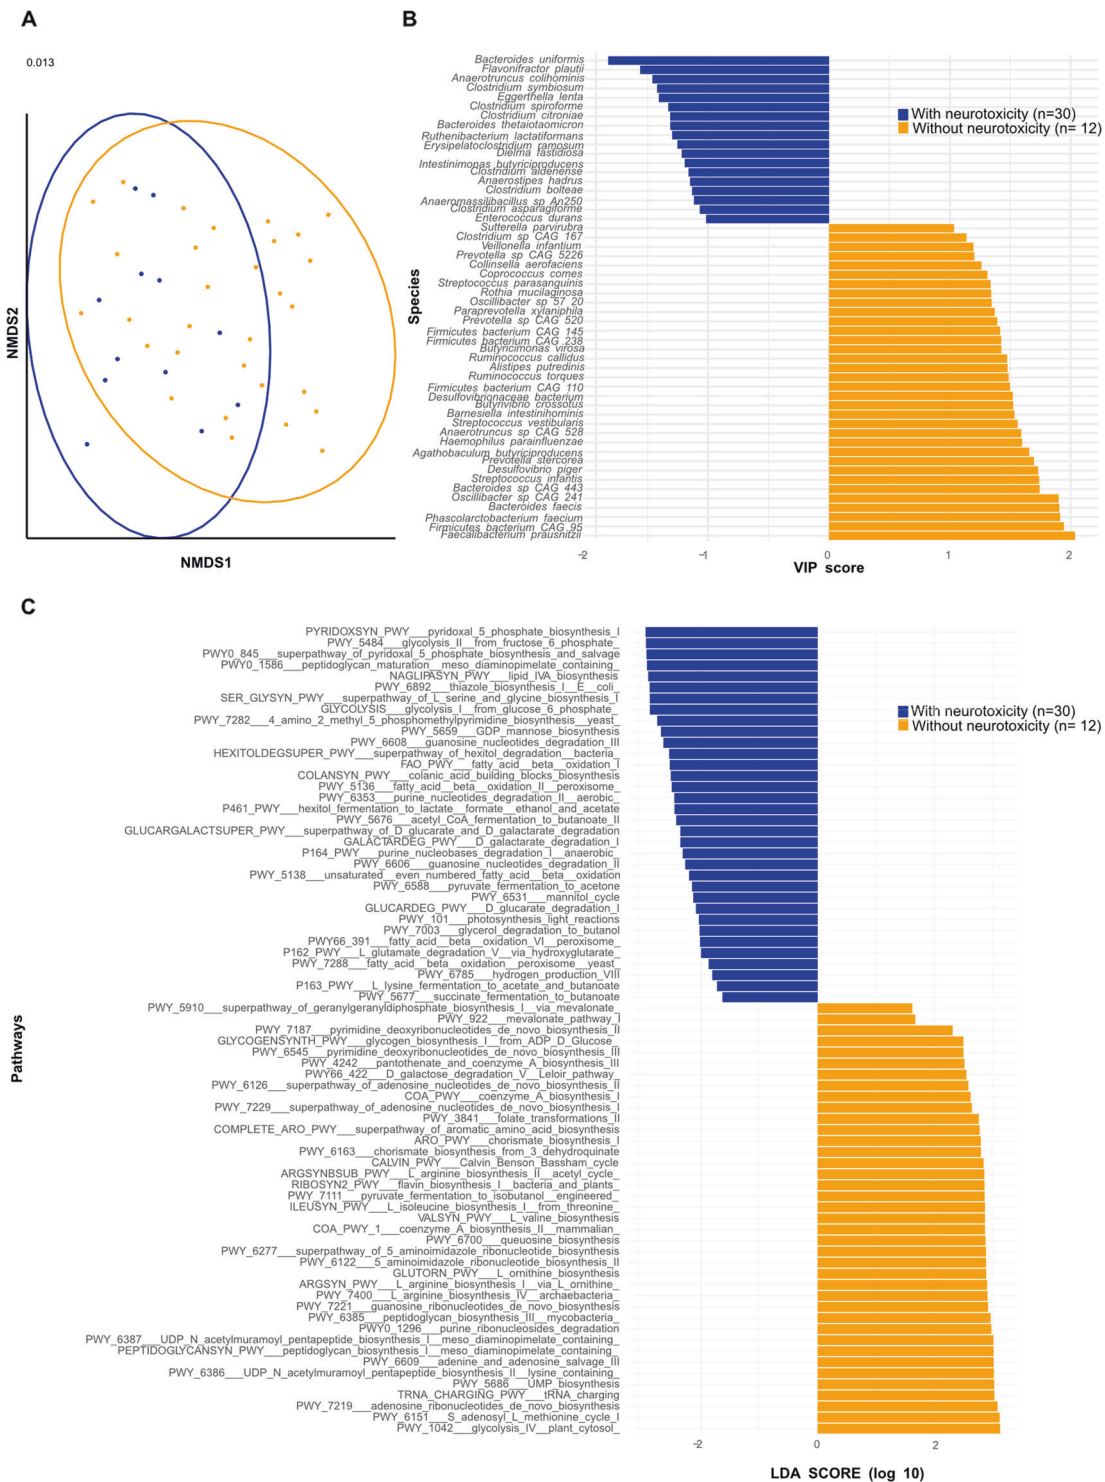 A
0.013
NMDS2
NMDS1
B
Bacteroides uniformis
Flavonifractor plautii
Anaerotruncus colihominis
Clostridium symbiosum
Eggerthella lenta
Clostridium spiroforme
Clostridium citroniae
Bacteroides thetaiotaomicron
Ruthenibacterium lactatiformans
Erysipelatoclostridium ramosum
Dielma fastidiosa
Intestinimonas butyriciproducens
Clostridium aldenense
Anaerostipes hadrus
Clostridium bolteae
Anaeromassilibacillus sp An250
Clostridium asparagiforme
Enterococcus durans
Sutterella parvirubra
Clostridium sp CAG 167
Veillonella infantium
Prevotella sp CAG 5226
Collinsella aerofaciens
Coprococcus comes
Streptococcus parasanguinis
Rothia mucilaginosa
Oscillibacter sp 57 20
Paraprevotella xylaniphila
Prevotella sp CAG 520
Firmicutes bacterium CAG 145
Firmicutes bacterium CAG 238
Butyricimonas virosa
Ruminococcus callidus
Alistipes putredinis
Ruminococcus torques
Firmicutes bacterium CAG 110
Desulfovibrionaceae bacterium
Butyrivibrio crossotus
Barnesiella intestinihominis
Streptococcus vestibularis
Anaerotruncus sp CAG 528
Haemophilus parainfluenzae
Agathobaculum butyriciproducens
Prevotella stercorea
Desulfovibrio piger
Streptococcus infantis
Bacteroides sp CAG 443
Oscillibacter sp CAG 241
Bacteroides faecis
Phascolarctobacterium faecium
Firmicutes bacterium CAG 95
Faecalibacterium prausnitzii
Species
With neurotoxicity (n=30)
Without neurotoxicity (n= 12)
-2 -1 0 1 2
VIP score
C
PYRIDOXSYN_PWY___pyridoxal_5_phosphate_biosynthesis_I
PWY_5484___glycolysis_II__from_fructose_6_phosphate_
PWY0_845___superpathway_of_pyridoxal_5_phosphate_biosynthesis_and_salvage
PWY0_1586___peptidoglycan_maturation__meso_diaminopimelate_containing_
NAGLIPASYN_PWY___lipid_IVA_biosynthesis
PWY_6892___thiazole_biosynthesis_I__E__coli_
SER_GLYSYN_PWY___superpathway_of_L_serine_and_glycine_biosynthesis_I
GLYCOLYSIS___glycolysis_I__from_glucose_6_phosphate_
PWY_7282___4_amino_2_methyl_5_phosphomethylpyrimidine_biosynthesis__yeast_
PWY_5659___GDP_mannose_biosynthesis
PWY_6608___guanosine_nucleotides_degradation_III
HEXITOLDEGSUPER_PWY___superpathway_of_hexitol_degradation__bacteria_
FAO_PWY___fatty_acid__beta__oxidation_I
COLANSYN_PWY___colanic_acid_building_blocks_biosynthesis
PWY_5136___fatty_acid__beta__oxidation_II__peroxisome_
PWY_6353___purine_nucleotides_degradation_II__aerobic_
P461_PWY___hexitol_fermentation_to_lactate__formate__ethanol_and_acetate
PWY_5676___acetyl_CoA_fermentation_to_butanoate_II
GLUCARGALACTSUPER_PWY___superpathway_of_D_glucarate_and_D_galactarate_degradation
GALACTARDEG_PWY___D_galactarate_degradation_I
P164_PWY___purine_nucleobases_degradation_I__anaerobic_
PWY_6606___guanosine_nucleotides_degradation_II
PWY_5138___unsaturated__even_numbered_fatty_acid__beta__oxidation
PWY_6588___pyruvate_fermentation_to_acetone
PWY_6531___mannitol_cycle
GLUCARDEG_PWY___D_glucarate_degradation_I
PWY_101___photosynthesis_light_reactions
PWY_7003___glycerol_degradation_to_butanol
PWY66_391___fatty_acid__beta__oxidation_VI__peroxisome_
P162_PWY___L_glutamate_degradation_V__via_hydroxyglutarate_
PWY_7288___fatty_acid__beta__oxidation__peroxisome__yeast_
PWY_6785___hydrogen_production_VIII
P163_PWY___L_lysine_fermentation_to_acetate_and_butanoate
PWY_5677___succinate_fermentation_to_butanoate
PWY_5910___superpathway_of_geranylgeranyldiphosphate_biosynthesis_I__via_mevalonate_
PWY_922___mevalonate_pathway_I
PWY_7187___pyrimidine_deoxyribonucleotides_de_novo_biosynthesis_II
GLYCOGENSYNTH_PWY___glycogen_biosynthesis_I__from_ADP_D_Glucose_
PWY_6545___pyrimidine_deoxyribonucleotides_de_novo_biosynthesis_III
PWY_4242___pantothenate_and_coenzyme_A_biosynthesis_III
PWY66_422___D_galactose_degradation_V__Leloir_pathway_
PWY_6126___superpathway_of_adenosine_nucleotides_de_novo_biosynthesis_II
COA_PWY___coenzyme_A_biosynthesis_I
PWY_7229___superpathway_of_adenosine_nucleotides_de_novo_biosynthesis_I
PWY_3841___folate_transformations_II
COMPLETE_ARO_PWY___superpathway_of_aromatic_amino_acid_biosynthesis
ARO_PWY___chorismate_biosynthesis_I
PWY_6163___chorismate_biosynthesis_from_3_dehydroquinate
CALVIN_PWY___Calvin_Benson_Bassham_cycle
ARGSYNBSUB_PWY___L_arginine_biosynthesis_II__acetyl_cycle_
RIBOSYN2_PWY___flavin_biosynthesis_I__bacteria_and_plants_
PWY_7111___pyruvate_fermentation_to_isobutanol__engineered_
ILEUSYN_PWY___L_isoleucine_biosynthesis_I__from_threonine_
VALSYN_PWY___L_valine_biosynthesis
COA_PWY_1___coenzyme_A_biosynthesis_II__mammalian_
PWY_6700___queuosine_biosynthesis
PWY_6277___superpathway_of_5_aminoimidazole_ribonucleotide_biosynthesis
PWY_6122___5_aminoimidazole_ribonucleotide_biosynthesis_II
GLUTORN_PWY___L_ornithine_biosynthesis
ARGSYN_PWY___L_arginine_biosynthesis_I__via_L_ornithine_
PWY_7400___L_arginine_biosynthesis_IV__archaebacteria_
PWY_7221___guanosine_ribonucleotides_de_novo_biosynthesis
PWY_6385___peptidoglycan_biosynthesis_III__mycobacteria_
PWY0_1296___purine_ribonucleosides_degradation
PWY_6387___UDP_N_acetylmuramoyl_pentapeptide_biosynthesis_I__meso_diaminopimelate_containing_
PEPTIDOGLYCANSYN_PWY___peptidoglycan_biosynthesis_I__meso_diaminopimelate_containing_
PWY_6609___adenine_and_adenosine_salvage_III
PWY_6386___UDP_N_acetylmuramoyl_pentapeptide_biosynthesis_II__lysine_containing_
PWY_5686___UMP_biosynthesis
TRNA_CHARGING_PWY___tRNA_charging
PWY_7219___adenosine_ribonucleotides_de_novo_biosynthesis
PWY_6151___S_adenosyl_L_methionine_cycle_I
PWY_1042___glycolysis_IV__plant_cytosol_
Pathways
With neurotoxicity (n=30)
Without neurotoxicity (n= 12)
-2 0 2
LDA SCORE (log 10)